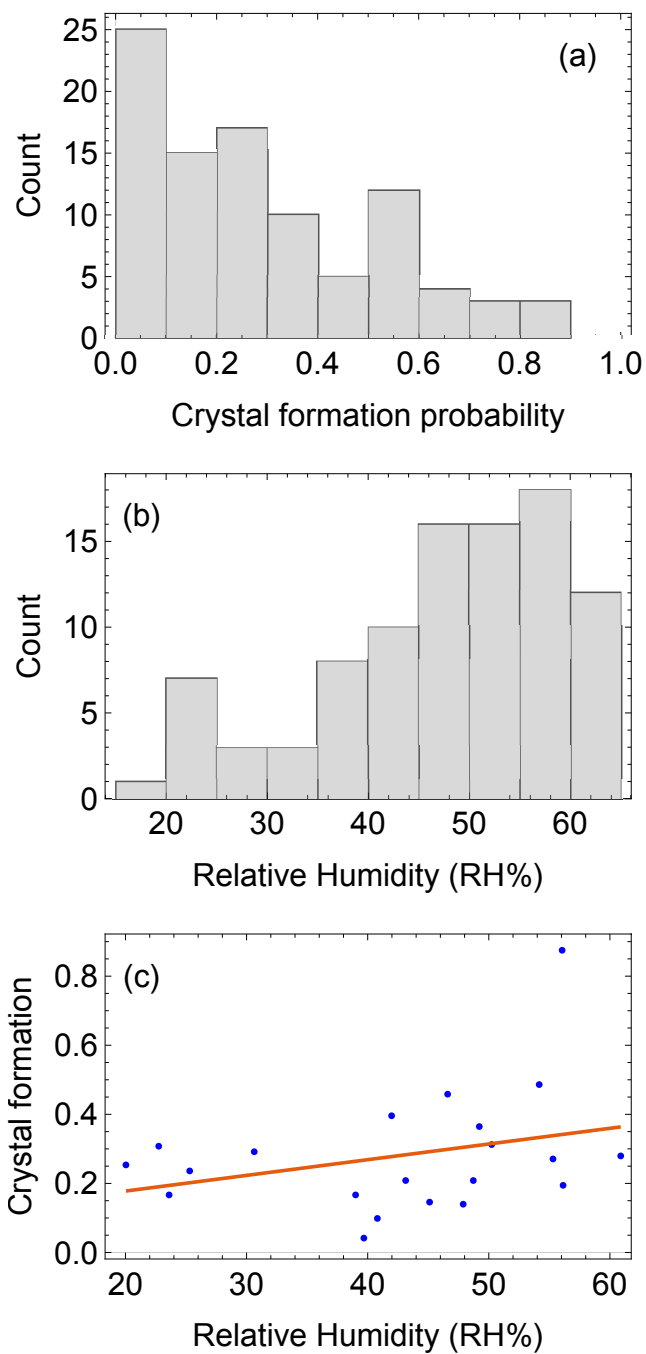 25
20
15
10
5
0
Count
(a)
0.0 0.2 0.4 0.6 0.8 1.0
Crystal formation probability
15
10
5
0
Count
(b)
20 30 40 50 60
Relative Humidity (RH%)
0.8
0.6
0.4
0.2
0.0
Crystal formation
(c)
20 30 40 50 60
Relative Humidity (RH%)